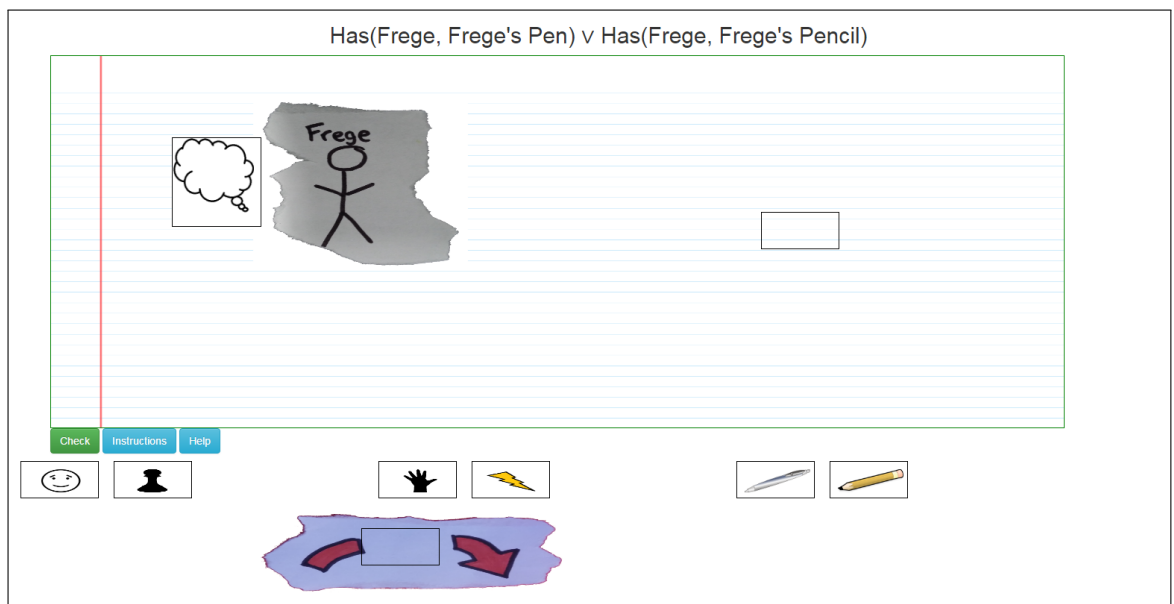 Has(Frege, Frege's Pen) ∨ Has(Frege, Frege's Pencil)
Frege
Check Instructions Help